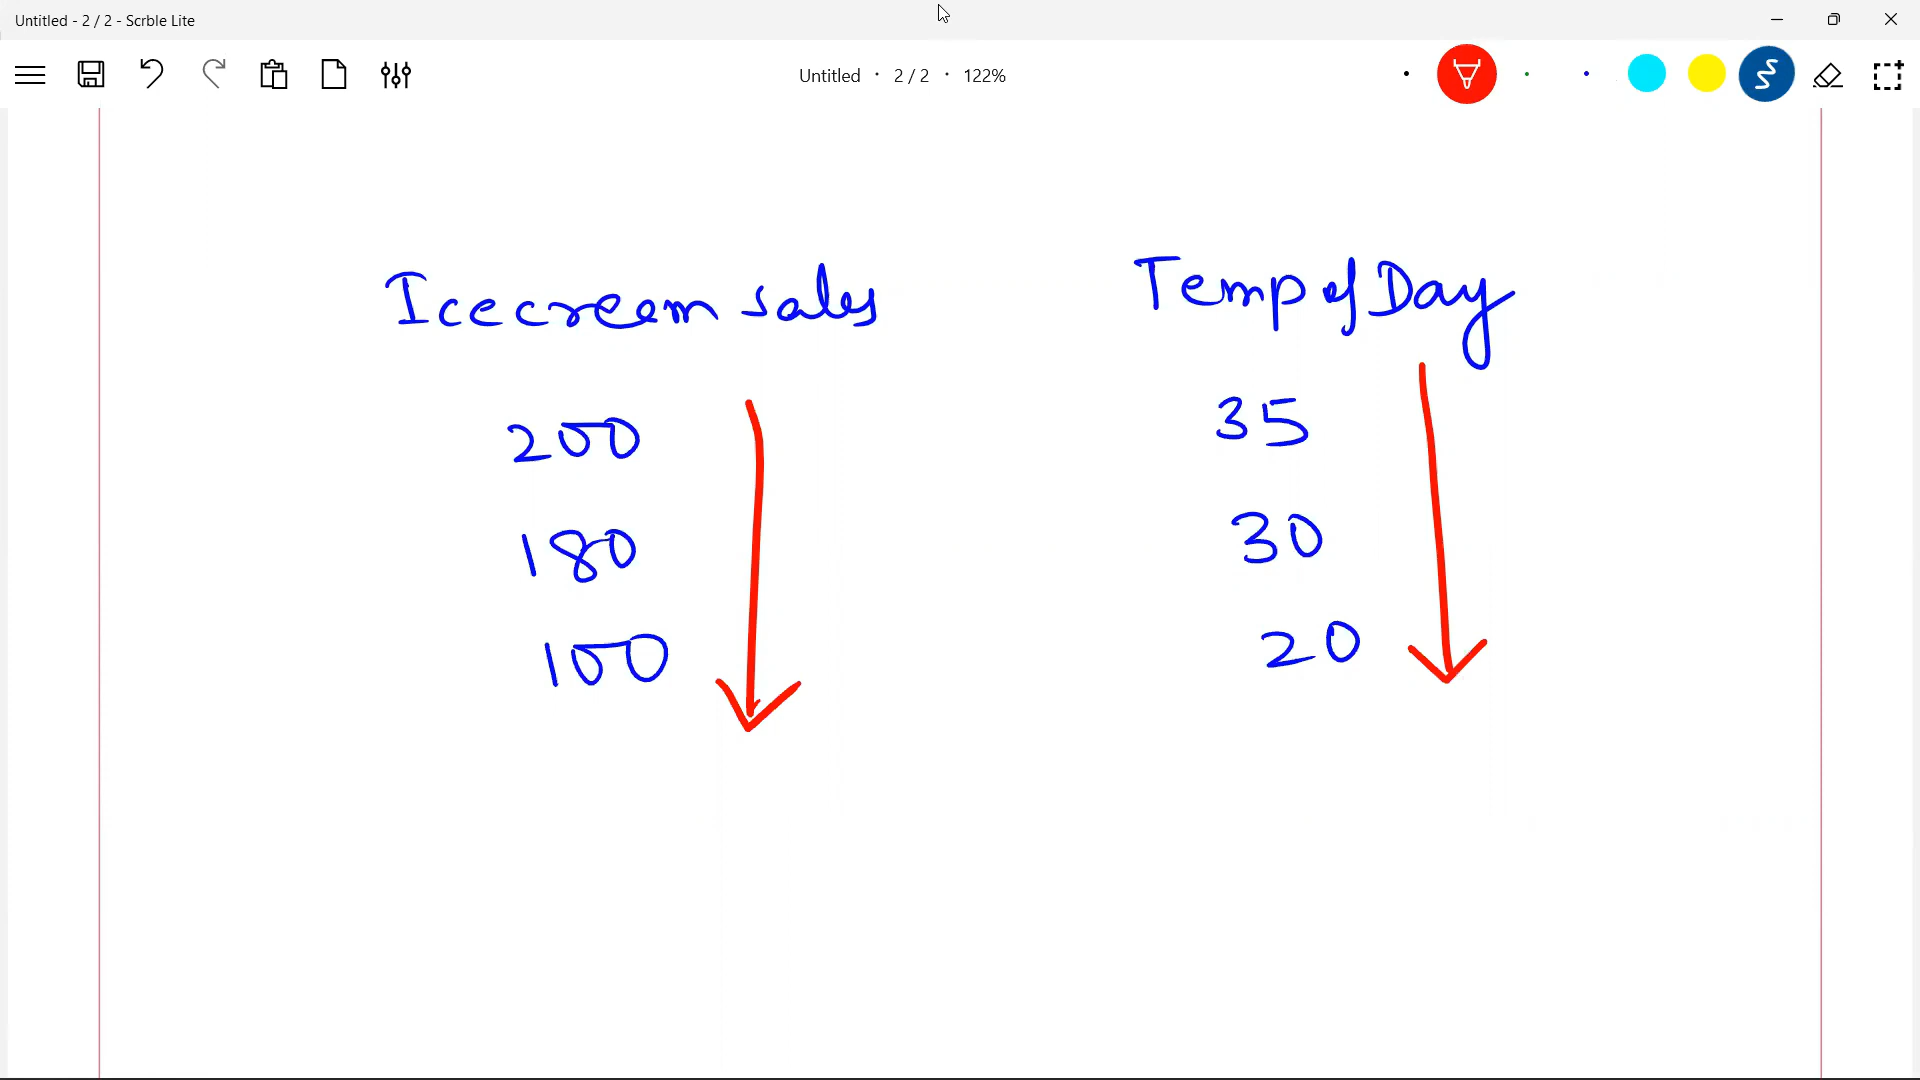 Untitled - 2 / 2 - Scrble Lite
Untitled · 2 / 2 · 122%
Icecream sales Temp of Day
200 35
180 30
100 20